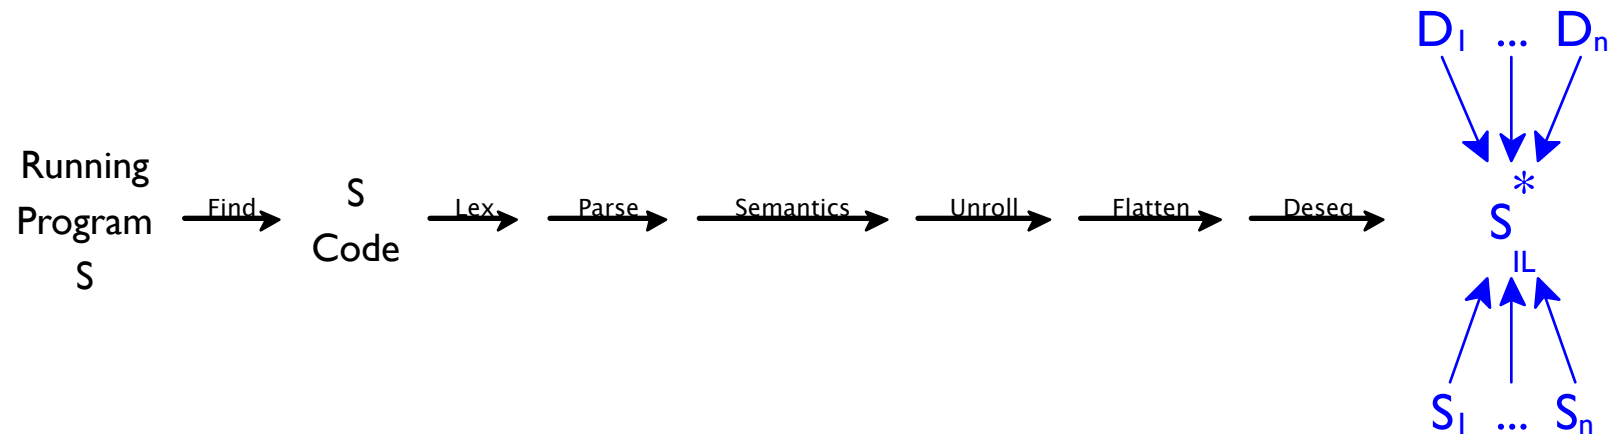 D1 ... Dn
Running
Program
S
Find
S
Code
Lex
Parse
Semantics
Unroll
Flatten
Deseq
S*IL
S1 ... Sn